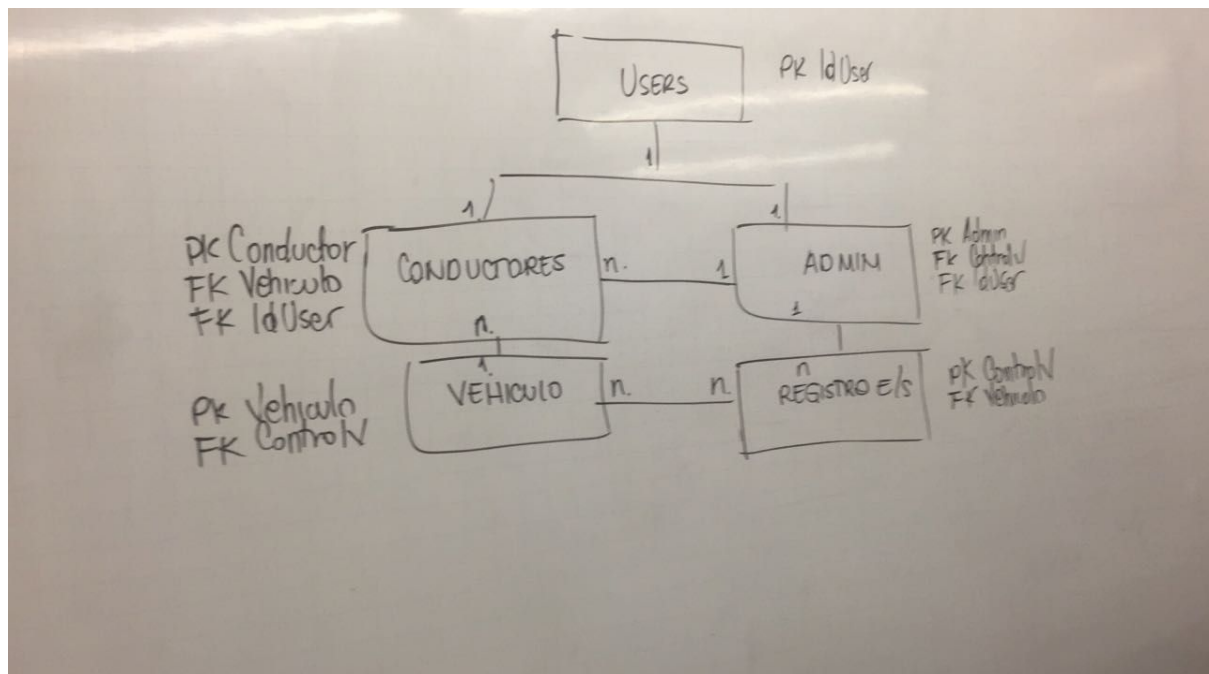 USERS
PK IdUser
1
1
1
PK Conductor
FK Vehiculo
FK IdUser
CONDUCTORES
n.
1
ADMIN
PK Admin
FK ControlV
FK IdUser
n.
1
1.
n
VEHICULO
n.
n.
REGISTRO E/S
PK Vehiculo
FK ControlV
PK ControlV
FK Vehiculo